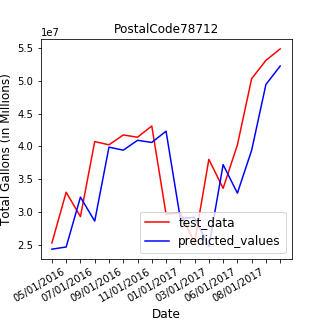 PostalCode78712
1e7
5.5
5.0
4.5
4.0
3.5
3.0
2.5
Total Gallons (in Millions)
test_data
predicted_values
05/01/2016
07/01/2016
09/01/2016
11/01/2016
01/01/2017
03/01/2017
06/01/2017
08/01/2017
Date